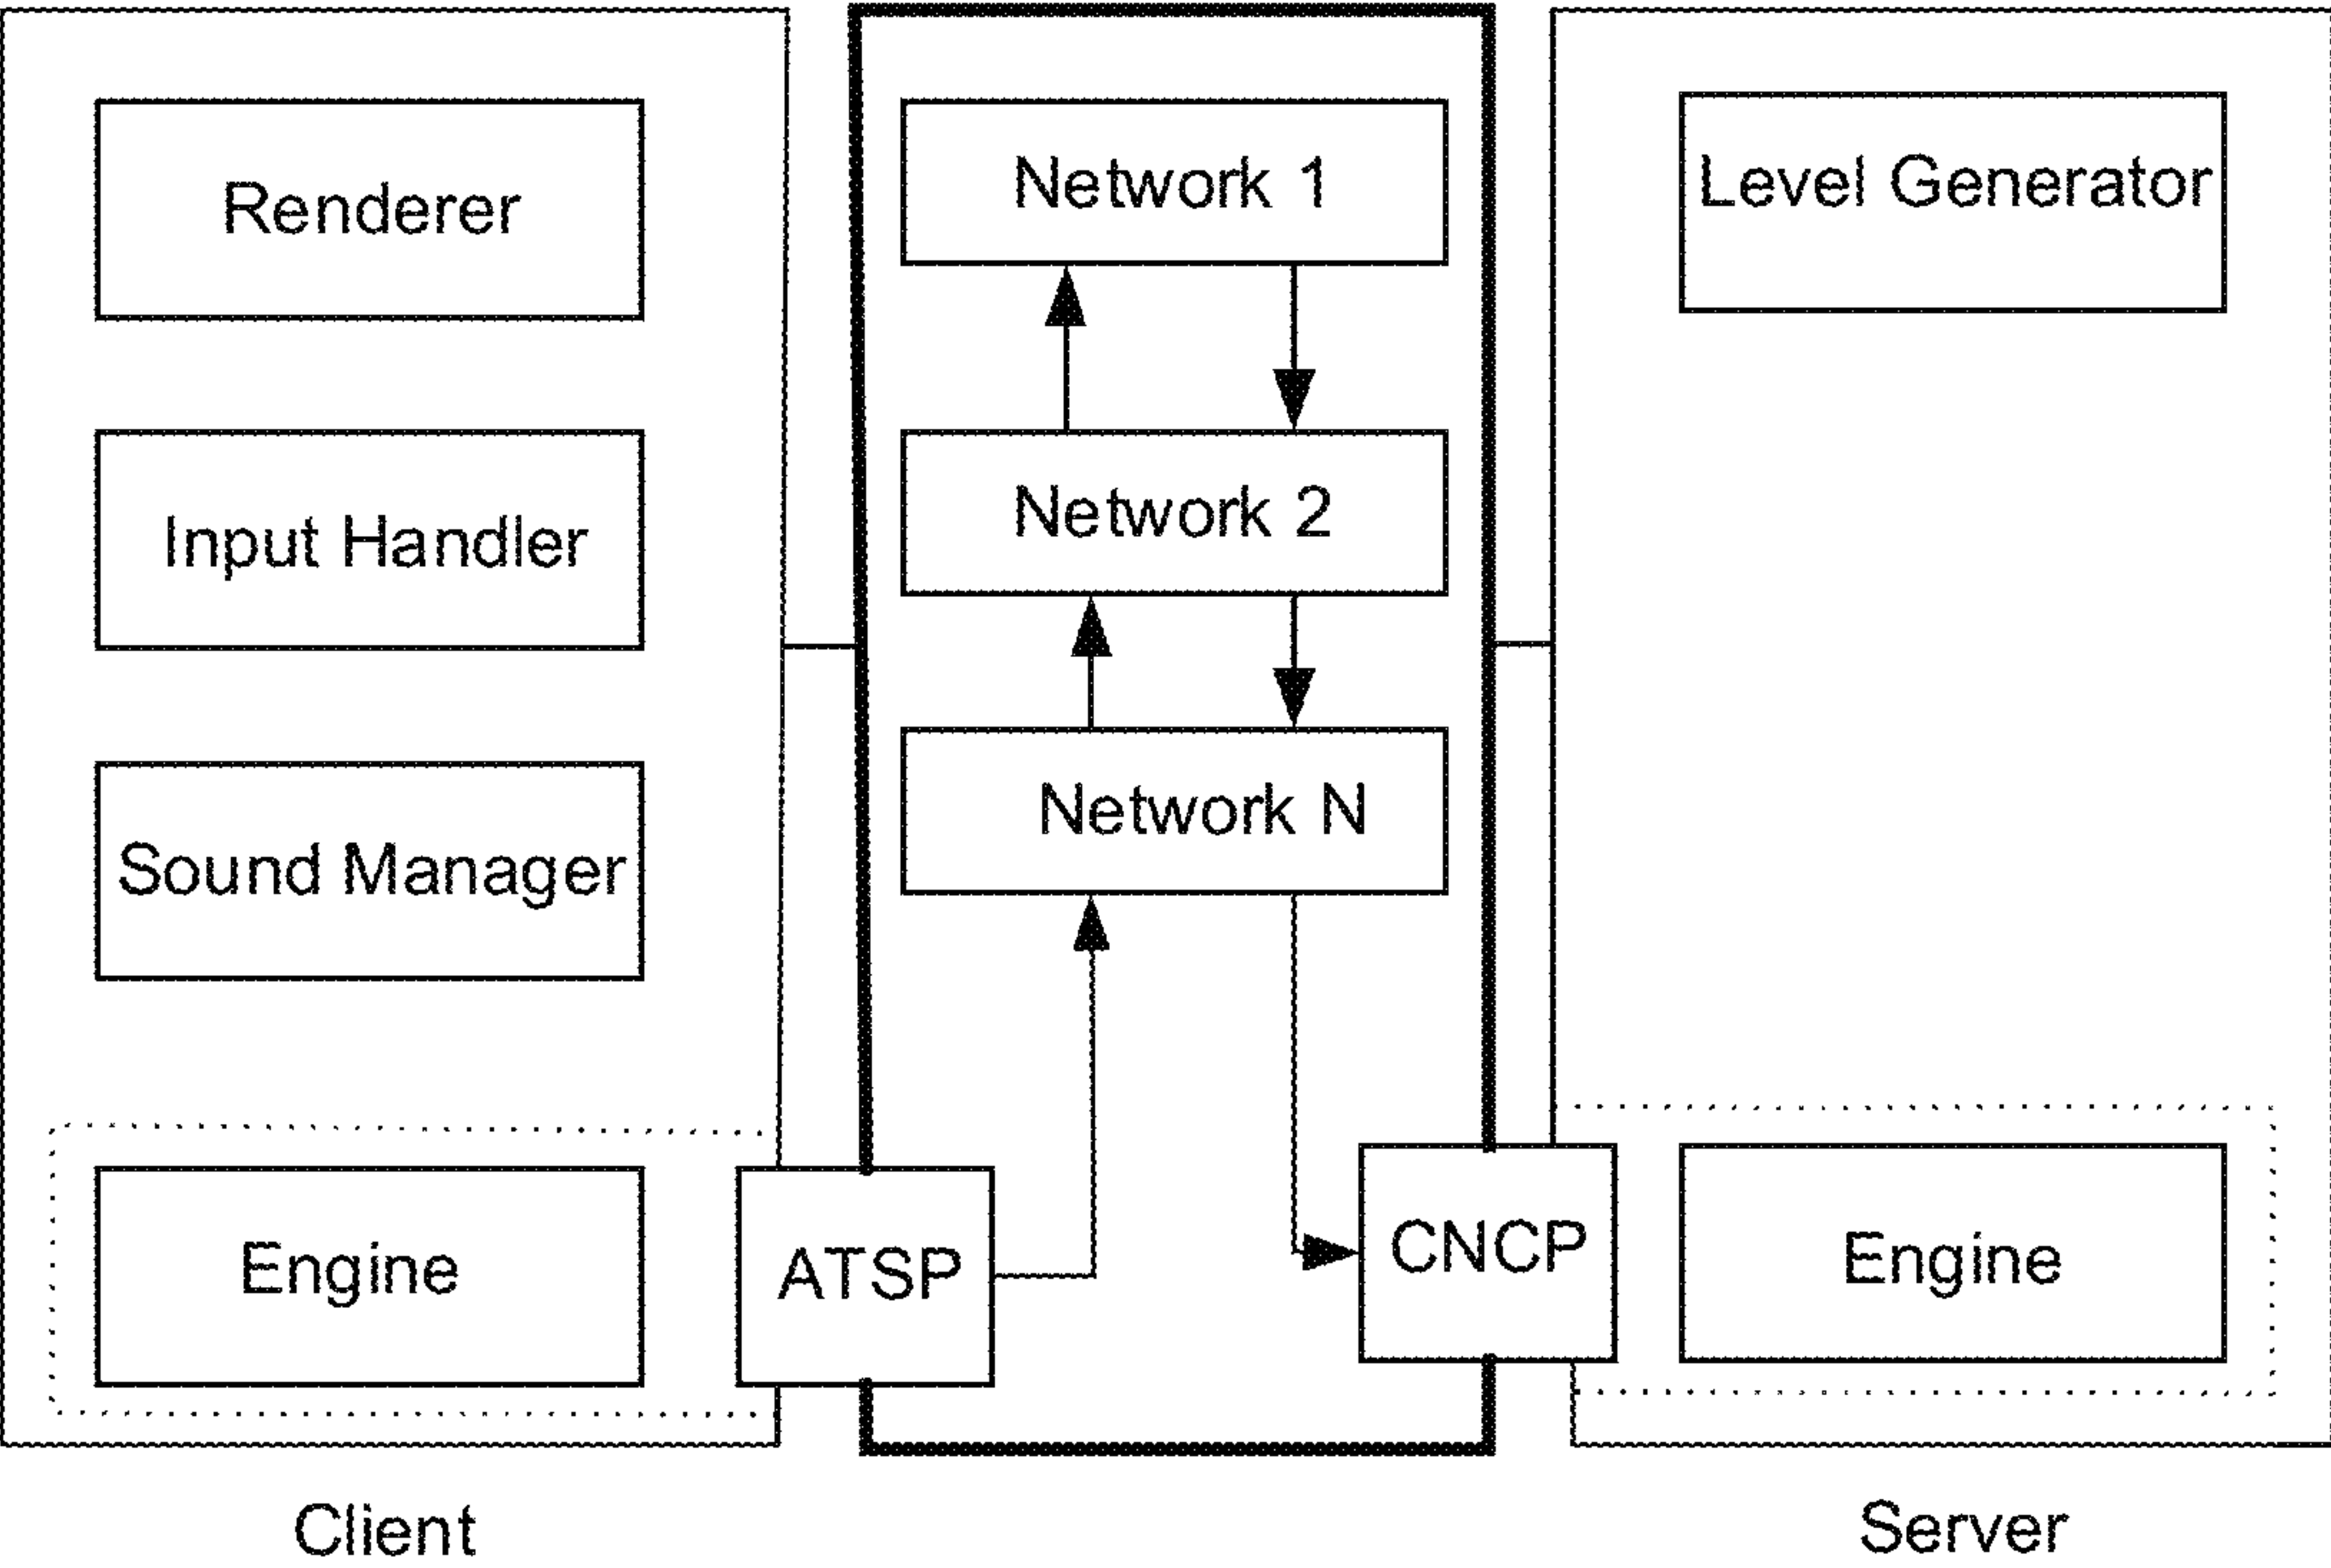 Renderer
Input Handler
Sound Manager
Engine
ATSP
Client
Network 1
Network 2
Network N
CNCP
Level Generator
Engine
Server